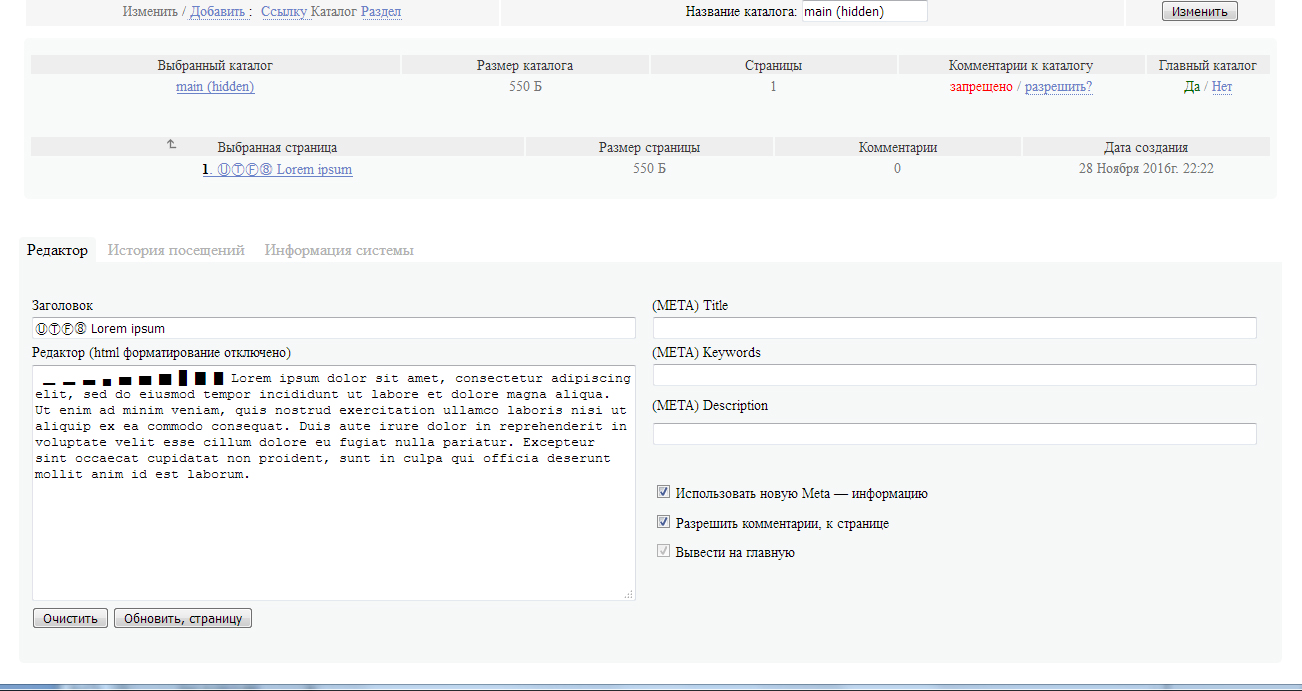 Изменить / Добавить : Ссылку Каталог Раздел Название каталога: main (hidden) Изменить
Выбранный каталог Размер каталога Страницы Комментарии к каталогу Главный каталог
main (hidden) 550 Б 1 запрещено / разрешить? Да / Нет
Выбранная страница Размер страницы Комментарии Дата создания
1. ⓊⓉⒻ⑧ Lorem ipsum 550 Б 0 28 Ноября 2016г. 22:22
Редактор История посещений Информация системы
Заголовок (META) Title
ⓊⓉⒻ⑧ Lorem ipsum
Редактор (html форматирование отключено) (META) Keywords
Lorem ipsum dolor sit amet, consectetur adipiscing
elit, sed do eiusmod tempor incididunt ut labore et dolore magna aliqua.
(META) Description
Ut enim ad minim veniam, quis nostrud exercitation ullamco laboris nisi ut
aliquip ex ea commodo consequat. Duis aute irure dolor in reprehenderit in
voluptate velit esse cillum dolore eu fugiat nulla pariatur. Excepteur
sint occaecat cupidatat non proident, sunt in culpa qui officia deserunt
mollit anim id est laborum.
Использовать новую Meta — информацию
Разрешить комментарии, к странице
Вывести на главную
Очистить Обновить, страницу